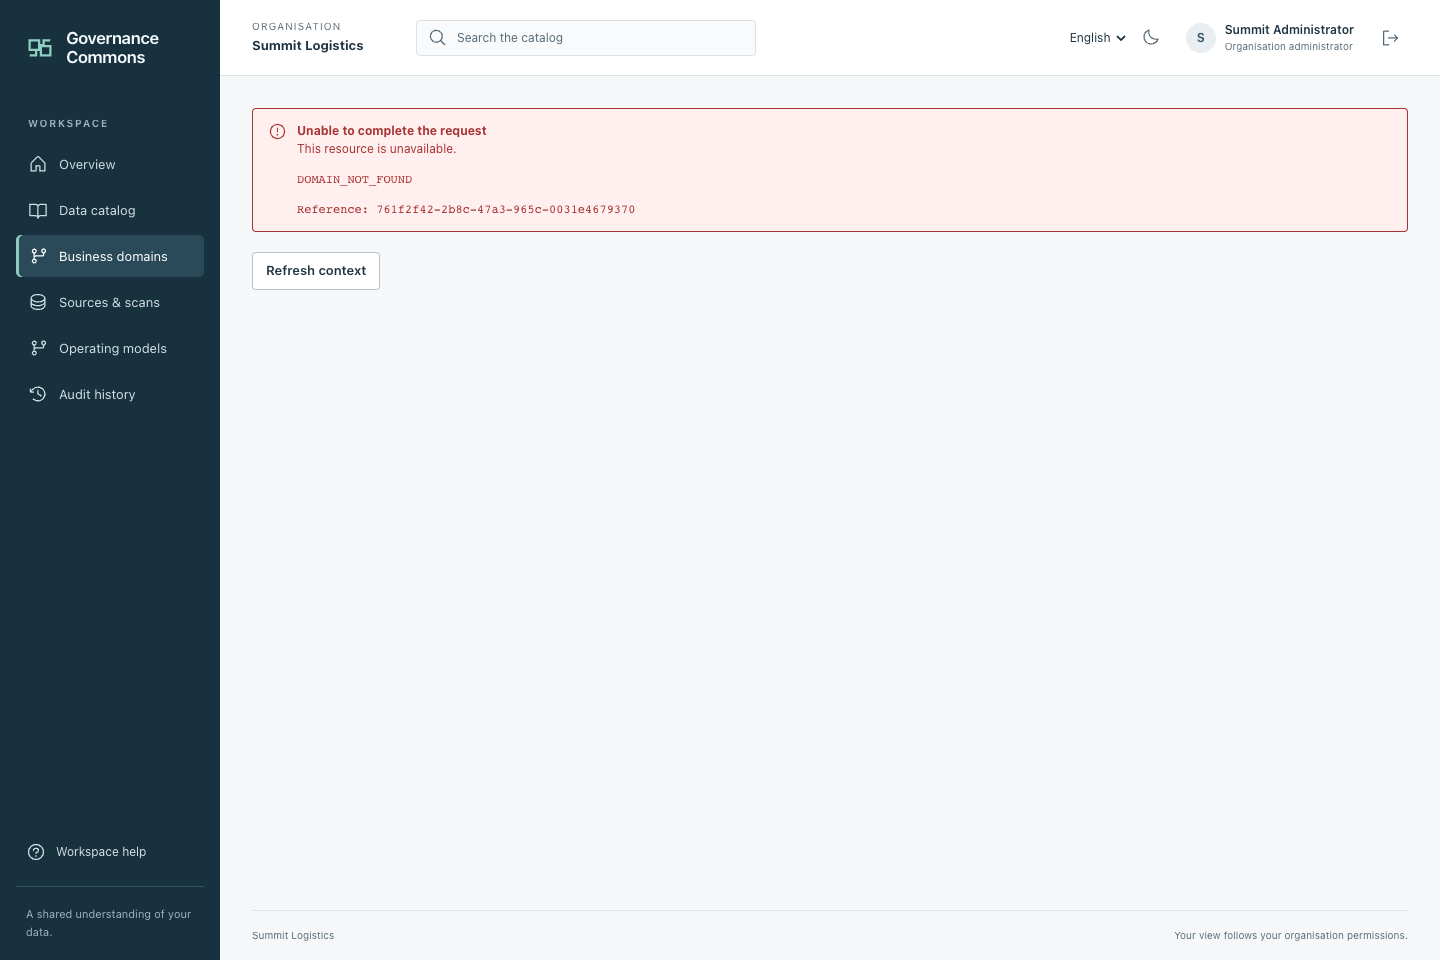 Governance
Commons
WORKSPACE
Overview
Data catalog
Business domains
Sources & scans
Operating models
Audit history
Workspace help
A shared understanding of your
data.
ORGANISATION
Summit Logistics
Search the catalog
English
S
Summit Administrator
Organisation administrator
Unable to complete the request
This resource is unavailable.
DOMAIN_NOT_FOUND
Reference: 761f2f42-2b8c-47a3-965c-0031e4679370
Refresh context
Summit Logistics
Your view follows your organisation permissions.